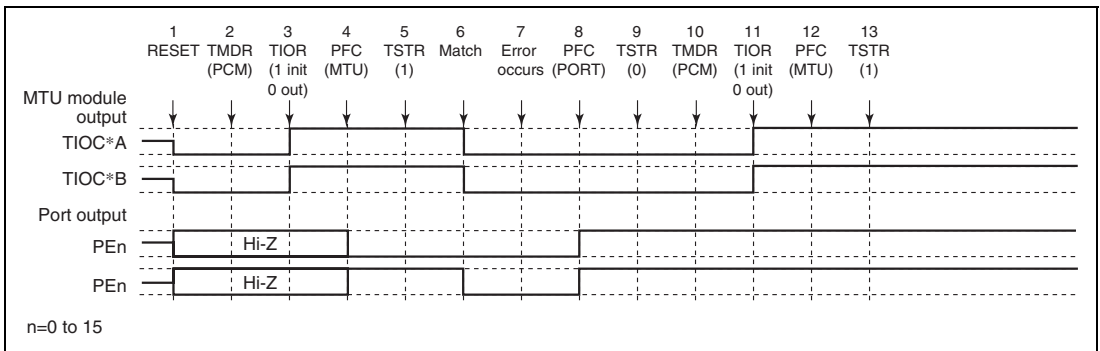 1 2 3 4 5 6 7 8 9 10 11 12 13
RESET TMDR TIOR PFC TSTR Match Error PFC TSTR TMDR TIOR PFC TSTR
(PCM) (1 init (MTU) (1) occurs (PORT) (0) (PCM) (1 init (MTU) (1)
0 out) 0 out)
MTU module
output
TIOC*A
TIOC*B
Port output
PEn Hi-Z
PEn Hi-Z
n=0 to 15